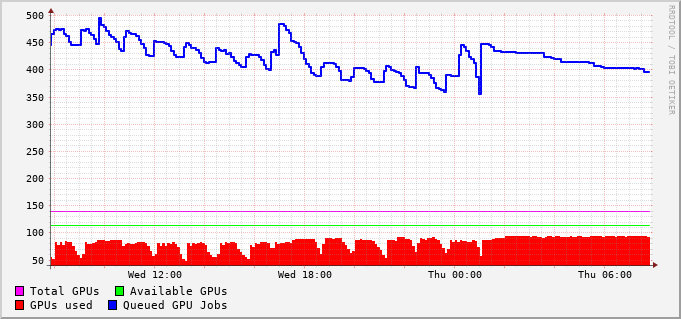 500
450
400
350
300
250
200
150
100
50
Wed 12:00 Wed 18:00 Thu 00:00 Thu 06:00
Total GPUs Available GPUs
GPUs used Queued GPU Jobs
RRDTOOL / TOBI OETIKER